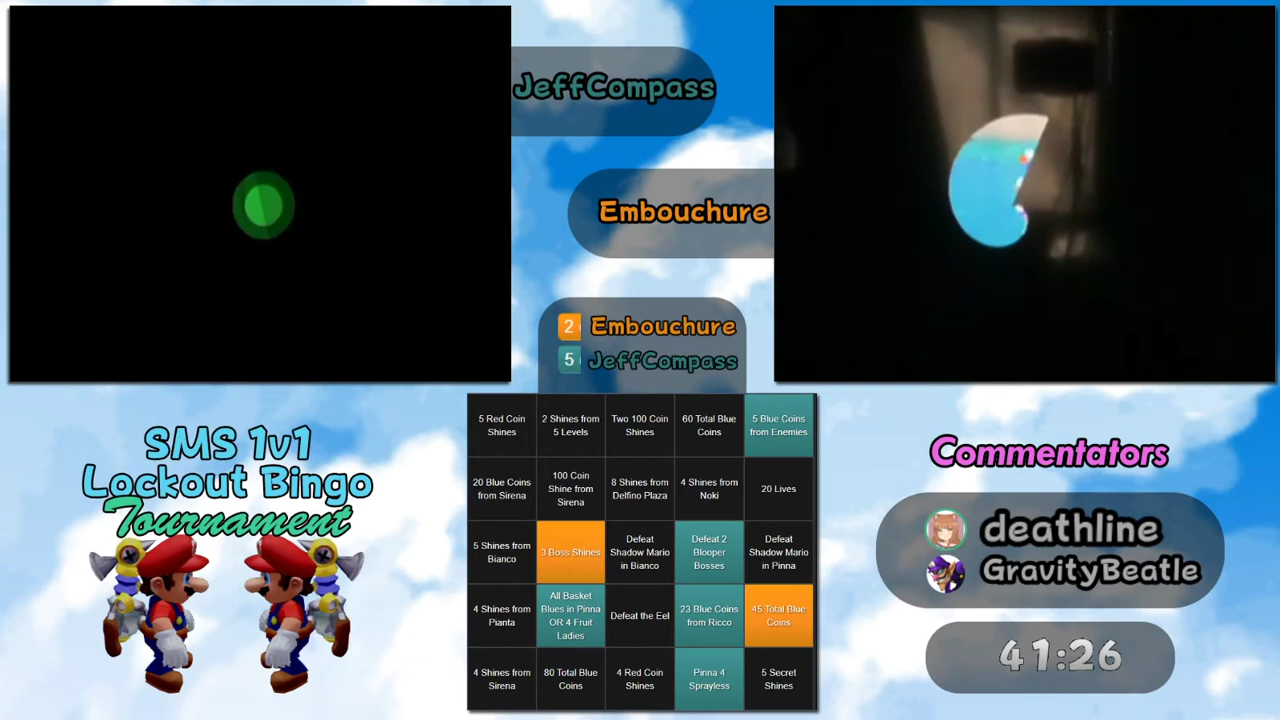 JeffCompass
Embouchure
2 Embouchure
5 JeffCompass
SMS 1v1
Lockout Bingo
Tournament
5 Red Coin
Shines
2 Shines from
5 Levels
Two 100 Coin
Shines
60 Total Blue
Coins
5 Blue Coins
from Enemies
20 Blue Coins
from Sirena
100 Coin
Shine from
Sirena
8 Shines from
Delfino Plaza
4 Shines from
Noki
20 Lives
5 Shines from
Bianco
3 Boss Shines
Defeat
Shadow Mario
in Bianco
Defeat 2
Blooper
Bosses
Defeat
Shadow Mario
in Pinna
4 Shines from
Pianta
All Basket
Blues in Pinna
OR 4 Fruit
Ladies
Defeat the Eel
23 Blue Coins
from Ricco
45 Total Blue
Coins
4 Shines from
Sirena
80 Total Blue
Coins
4 Red Coin
Shines
Pinna 4
Sprayless
5 Secret
Shines
Commentators
deathline
GravityBeatle
41:26